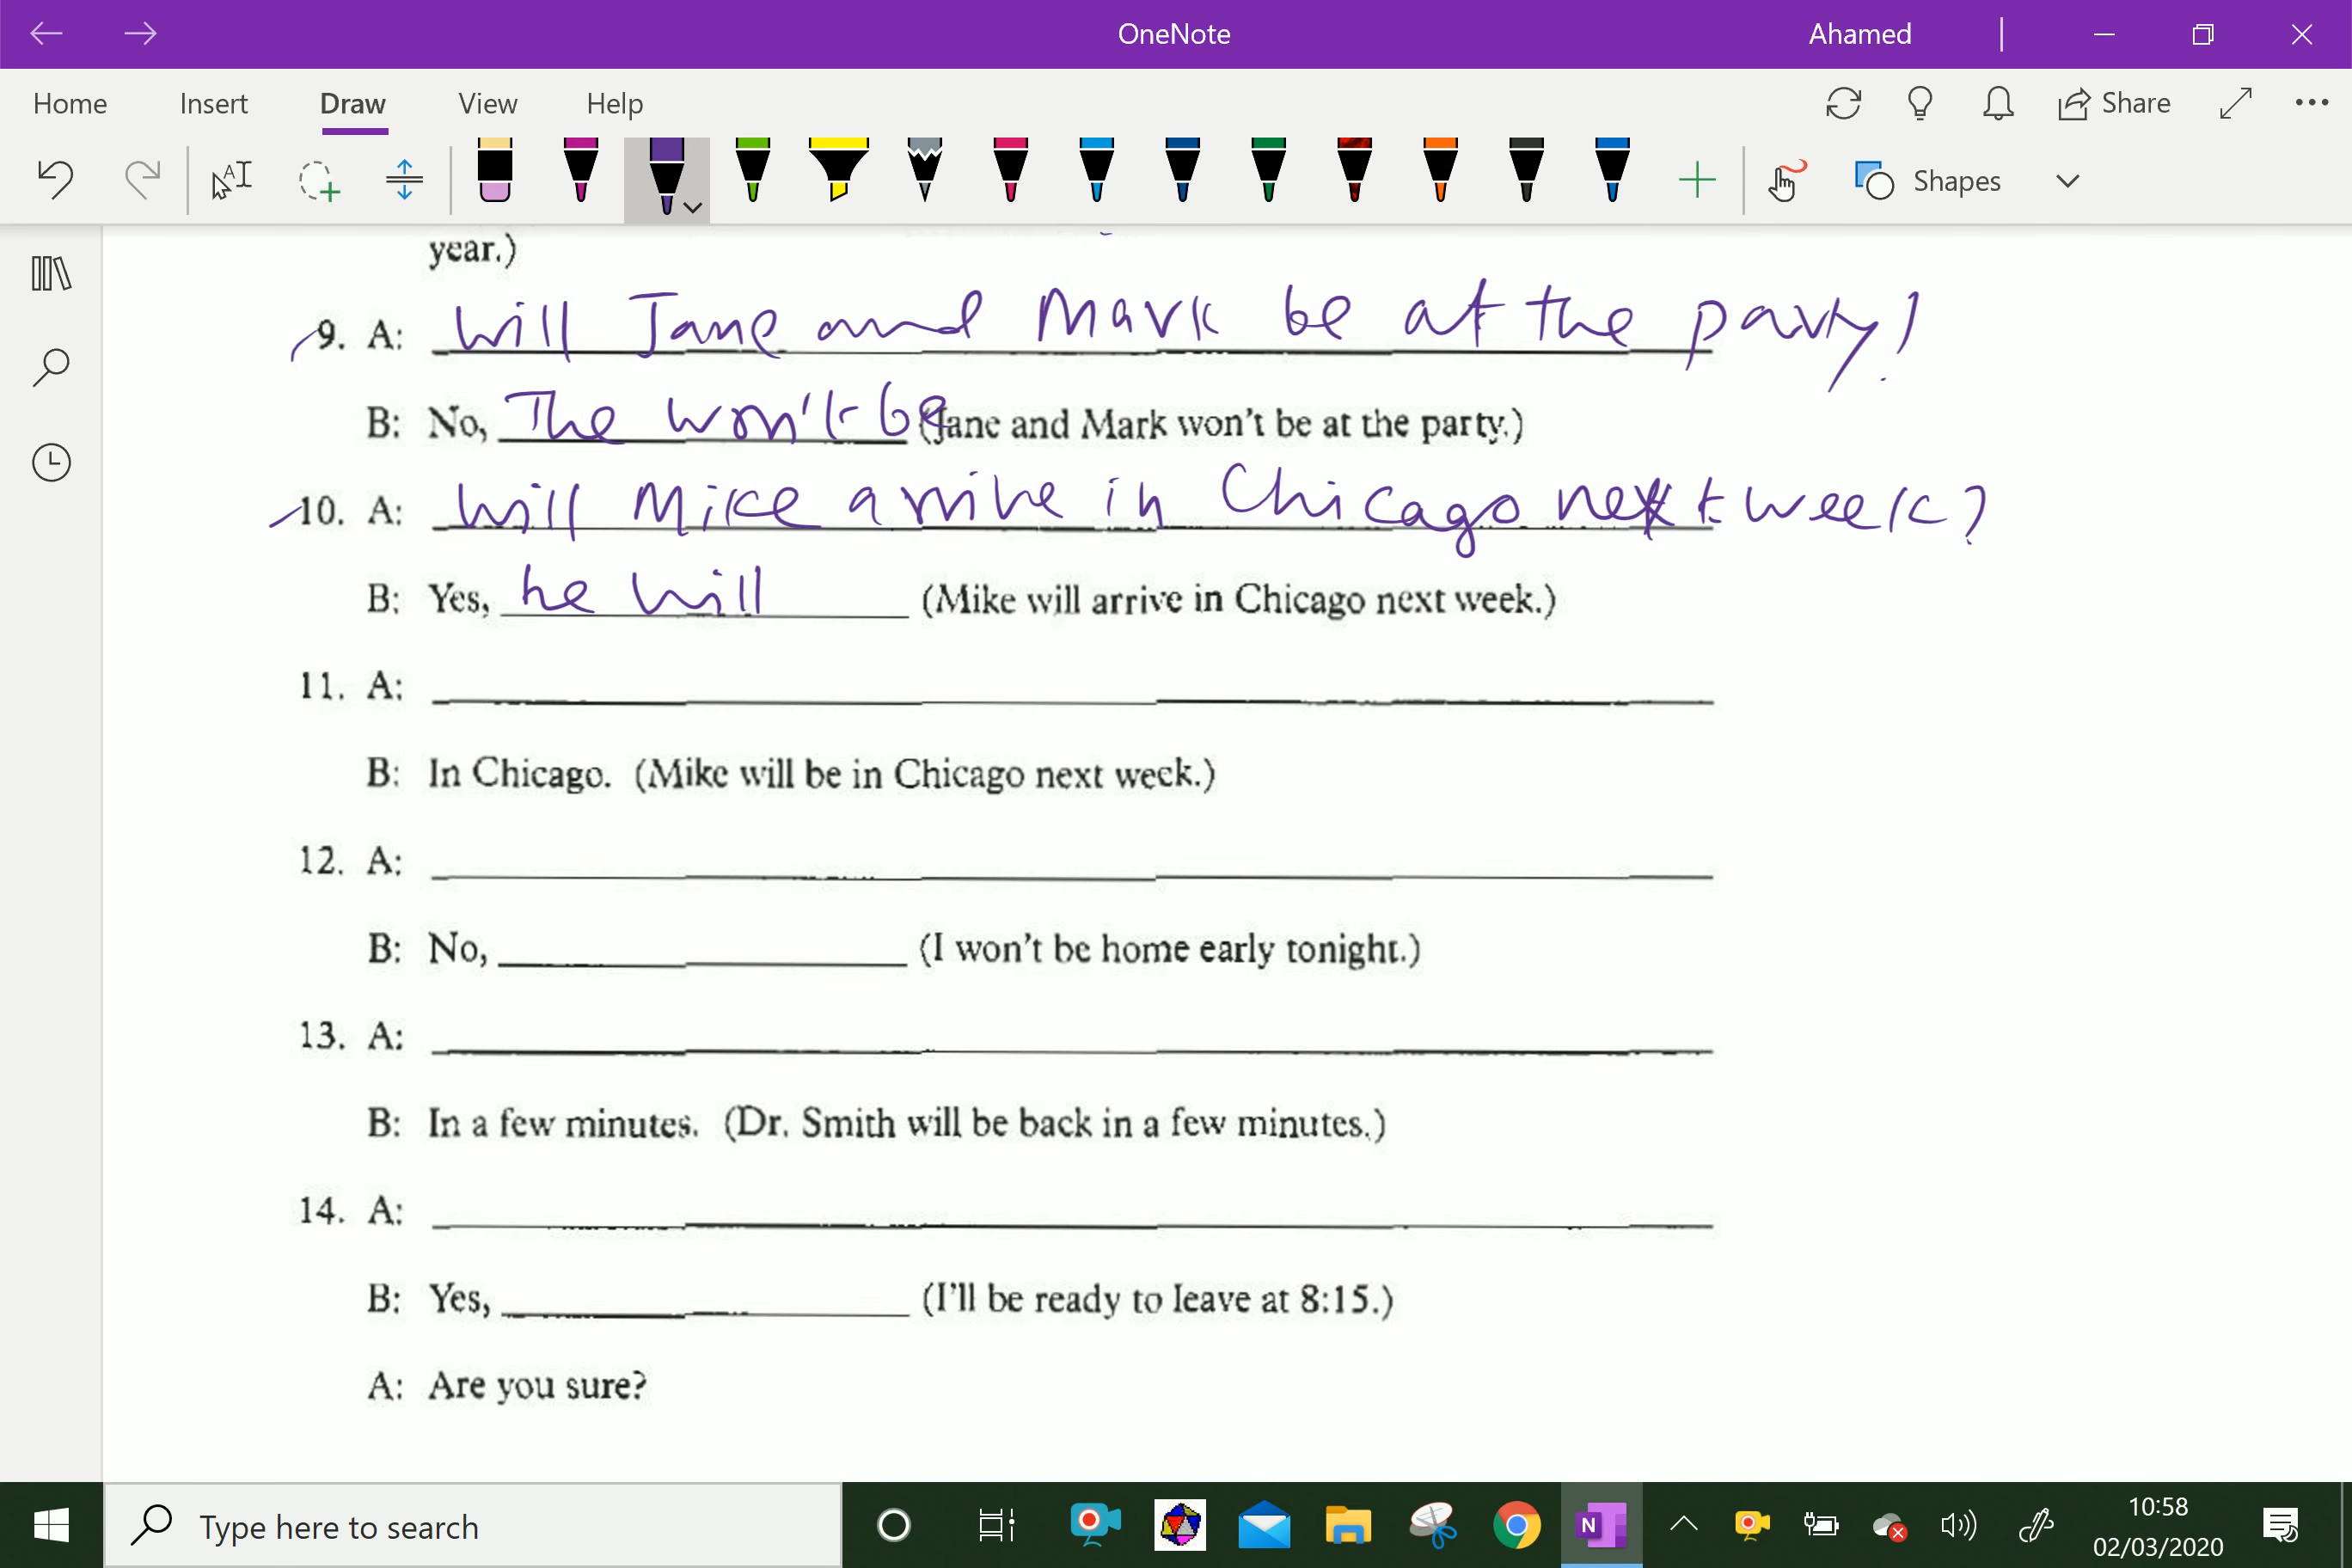 OneNote
Ahamed
Home Insert Draw View Help
Share
Shapes
year.)
9. A: Will Jane and Mark be at the party?
B: No, The won't be (Jane and Mark won't be at the party.)
10. A: Will Mike arrive in Chicago next week?
B: Yes, he will (Mike will arrive in Chicago next week.)
11. A:
B: In Chicago. (Mike will be in Chicago next week.)
12. A:
B: No, (I won't be home early tonight.)
13. A:
B: In a few minutes. (Dr. Smith will be back in a few minutes.)
14. A:
B: Yes, (I'll be ready to leave at 8:15.)
A: Are you sure?
Type here to search
N
10:58
02/03/2020